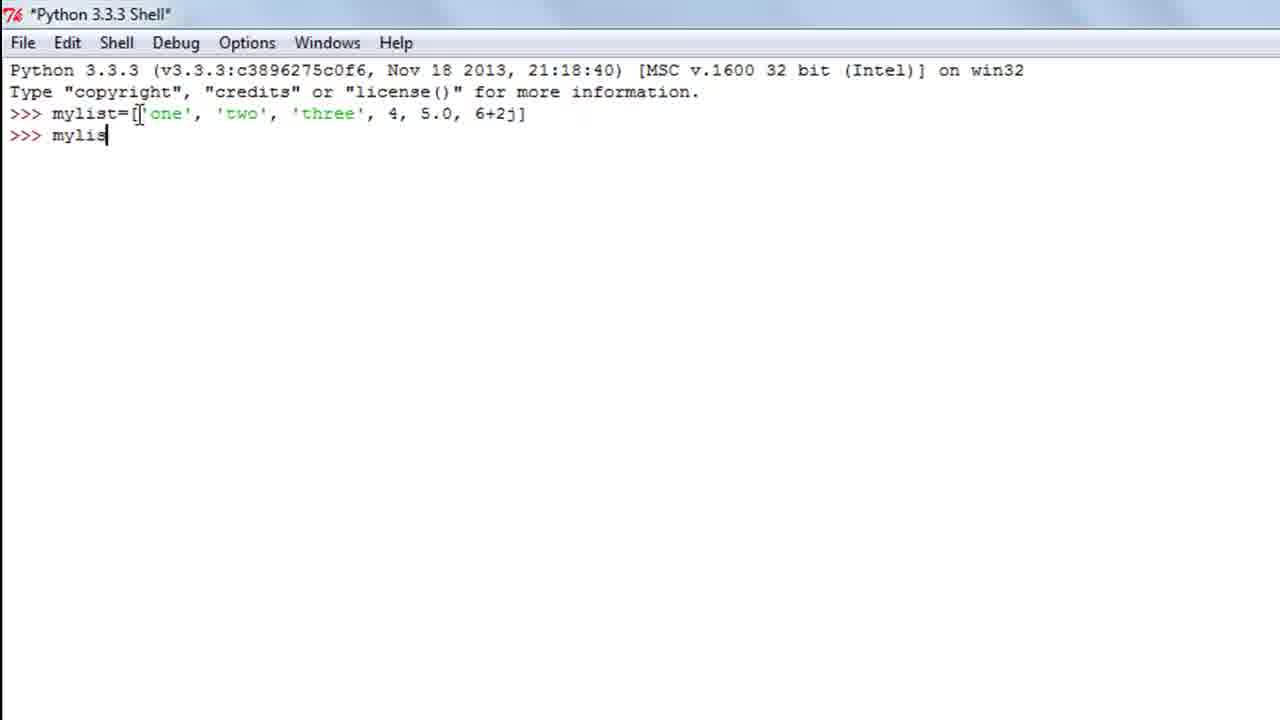 *Python 3.3.3 Shell*
File Edit Shell Debug Options Windows Help
Python 3.3.3 (v3.3.3:c3896275c0f6, Nov 18 2013, 21:18:40) [MSC v.1600 32 bit (Intel)] on win32
Type "copyright", "credits" or "license()" for more information.
>>> mylist=['one', 'two', 'three', 4, 5.0, 6+2j]
>>> mylis